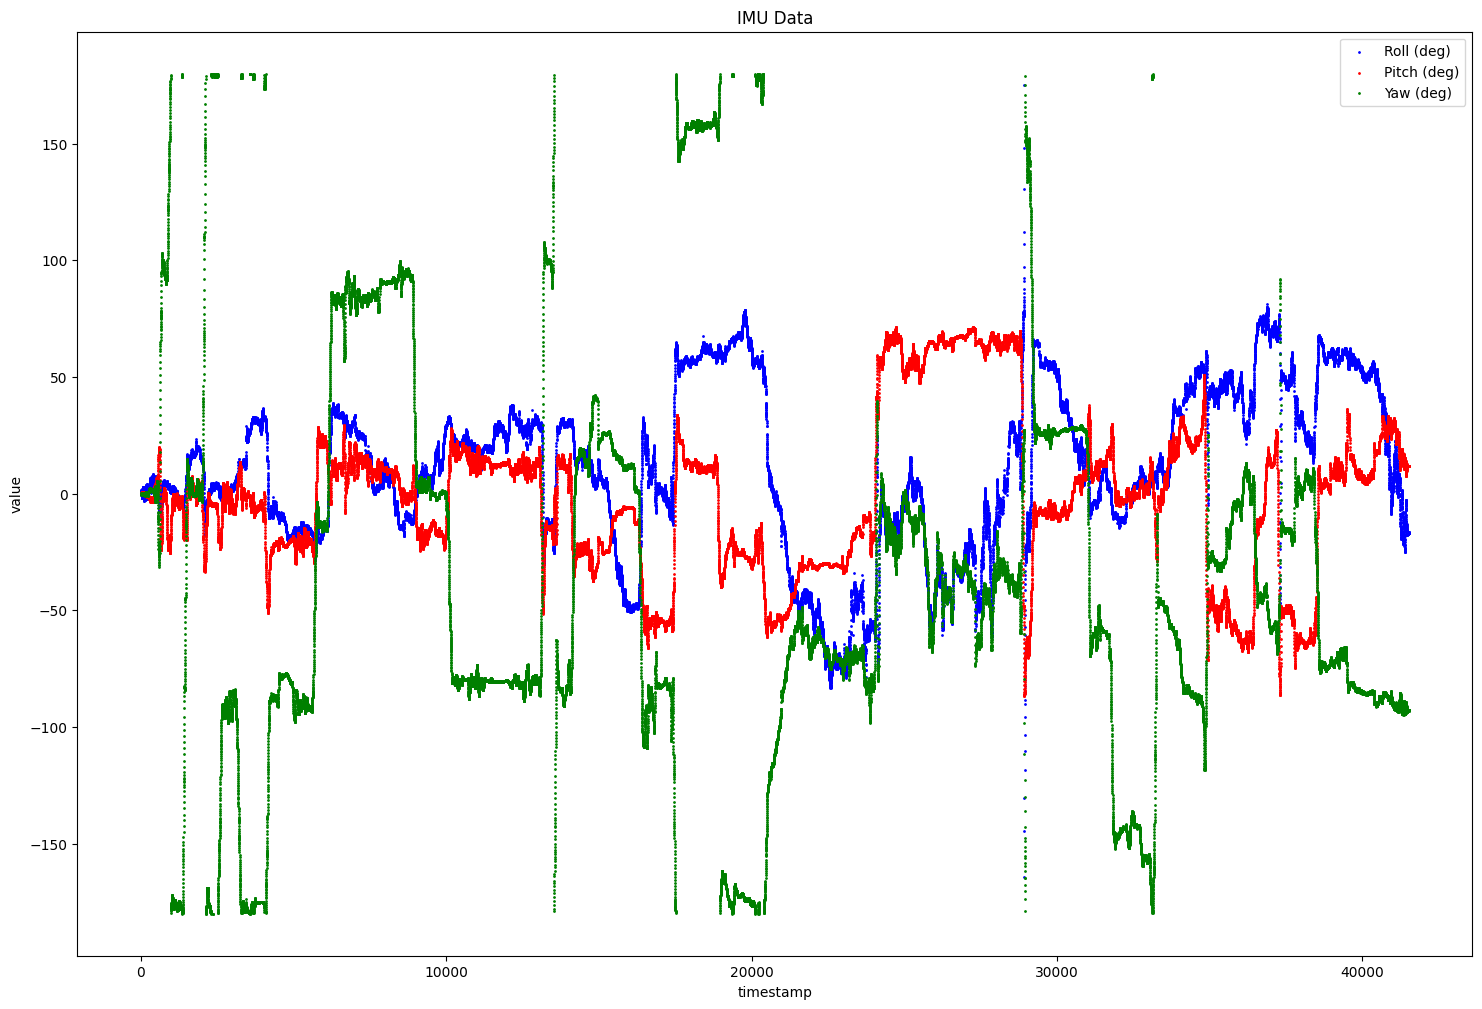 IMU Data
Roll (deg)
Pitch (deg)
Yaw (deg)
value
150
100
50
0
−50
−100
−150
0 10000 20000 30000 40000
timestamp